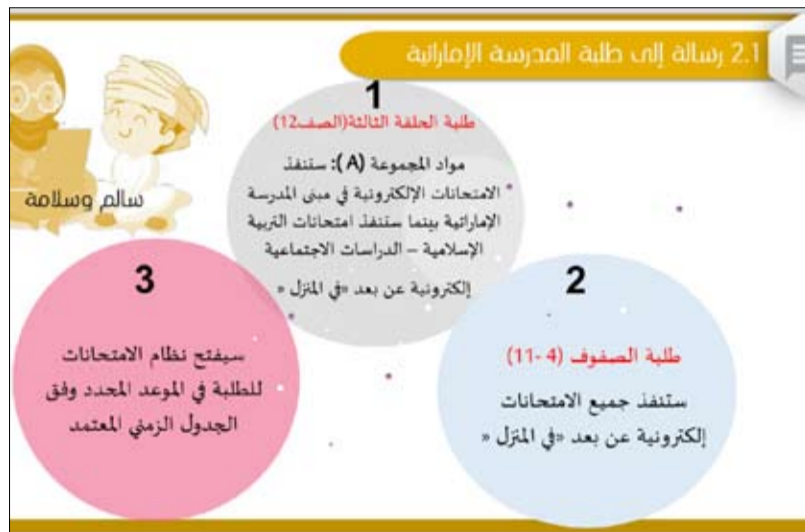 2.1 رسالة إلى طلبة المدرسة الإماراتية
سالم وسلامة
1
طلبة الحلقة الثالثة(الصف12)
مواد المجموعة (A): ستنفذ
الامتحانات الإلكترونية في مبنى المدرسة
الإماراتية بينما ستنفذ امتحانات التربية
الإسلامية – الدراسات الاجتماعية
إلكترونية عن بعد «في المنزل «
2
طلبة الصفوف (4 -11)
ستنفذ جميع الامتحانات
إلكترونية عن بعد «في المنزل «
3
سيفتح نظام الامتحانات
للطلبة في الموعد المحدد وفق
الجدول الزمني المعتمد